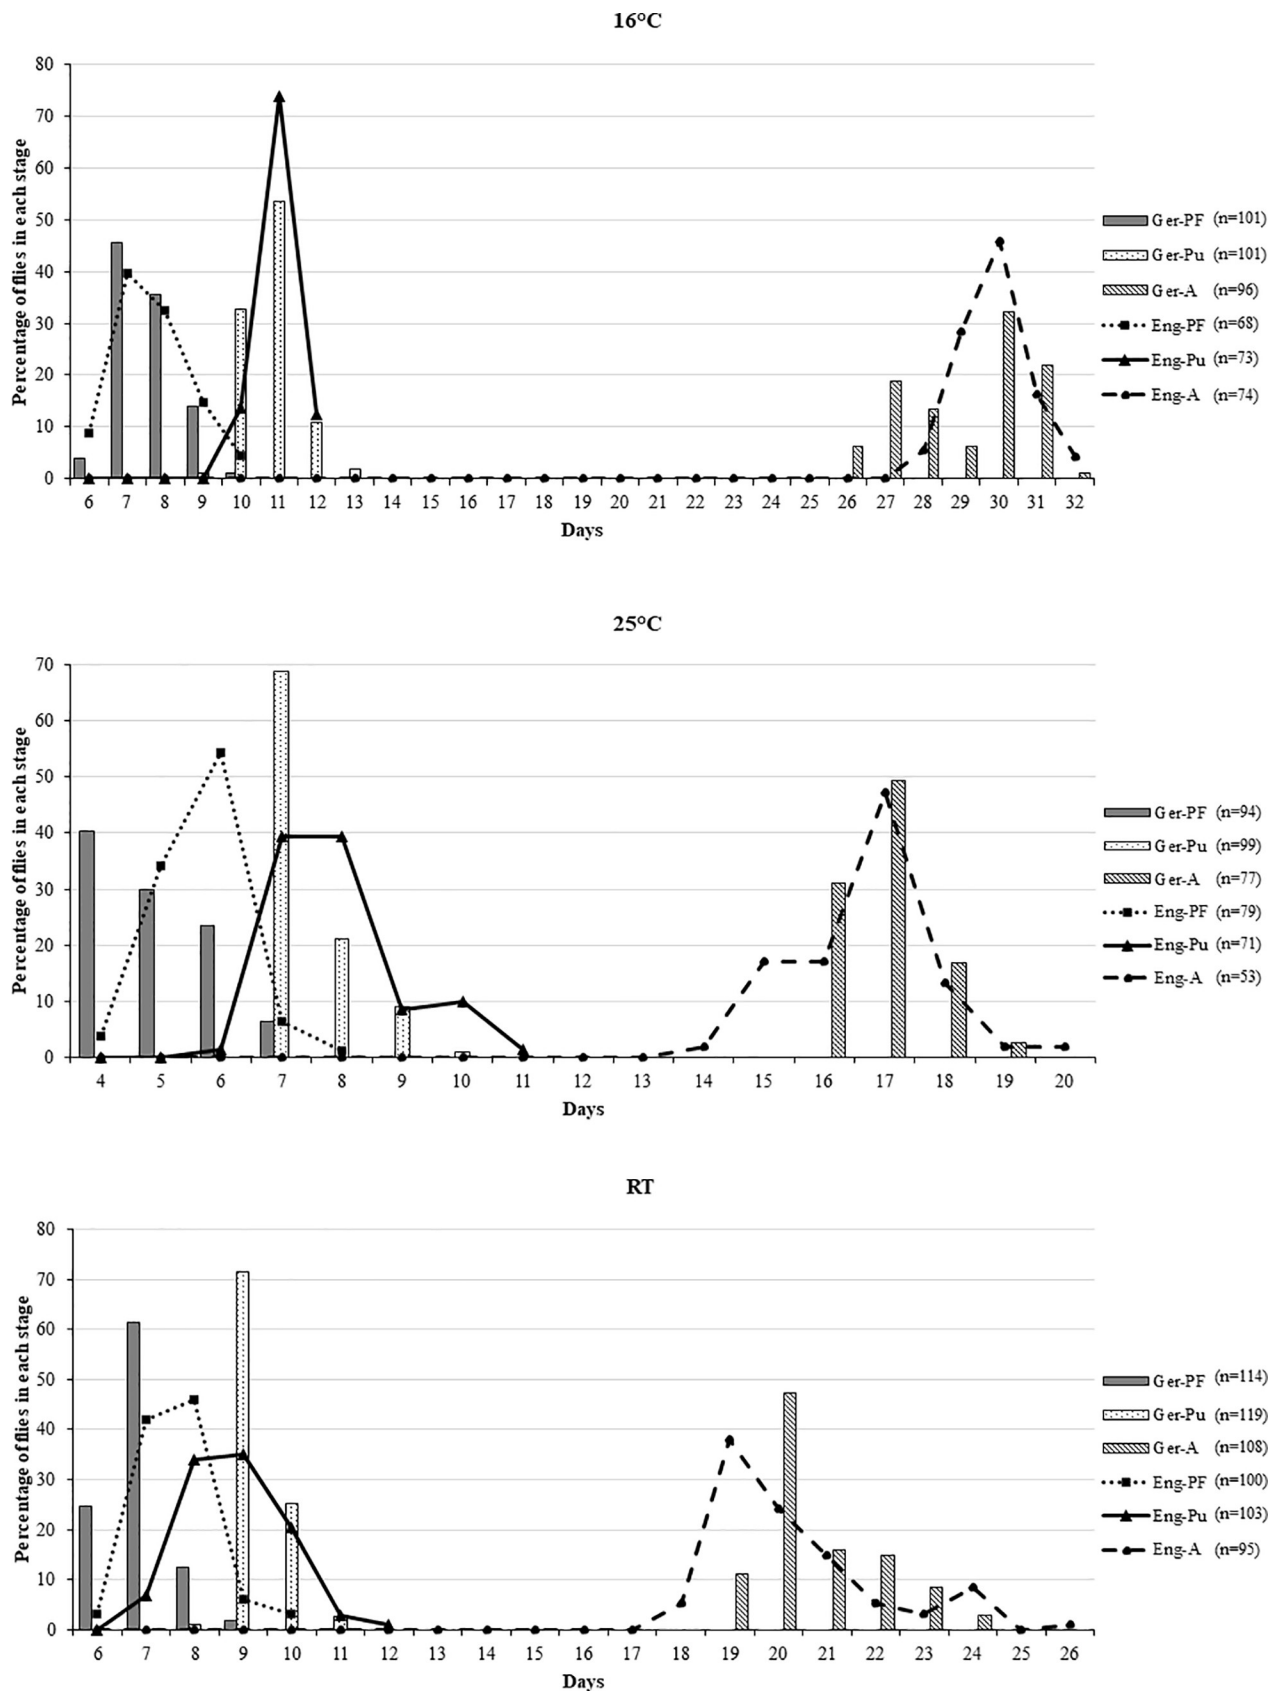 16°C
Percentage of flies in each stage
80
70
60
50
40
30
20
10
0
6 7 8 9 10 11 12 13 14 15 16 17 18 19 20 21 22 23 24 25 26 27 28 29 30 31 32
Days
Ger-PF (n=101)
Ger-Pu (n=101)
Ger-A (n=96)
Eng-PF (n=68)
Eng-Pu (n=73)
Eng-A (n=74)
25°C
Percentage of flies in each stage
70
60
50
40
30
20
10
0
4 5 6 7 8 9 10 11 12 13 14 15 16 17 18 19 20
Days
Ger-PF (n=94)
Ger-Pu (n=99)
Ger-A (n=77)
Eng-PF (n=79)
Eng-Pu (n=71)
Eng-A (n=53)
RT
Percentage of flies in each stage
80
70
60
50
40
30
20
10
0
6 7 8 9 10 11 12 13 14 15 16 17 18 19 20 21 22 23 24 25 26
Days
Ger-PF (n=114)
Ger-Pu (n=119)
Ger-A (n=108)
Eng-PF (n=100)
Eng-Pu (n=103)
Eng-A (n=95)